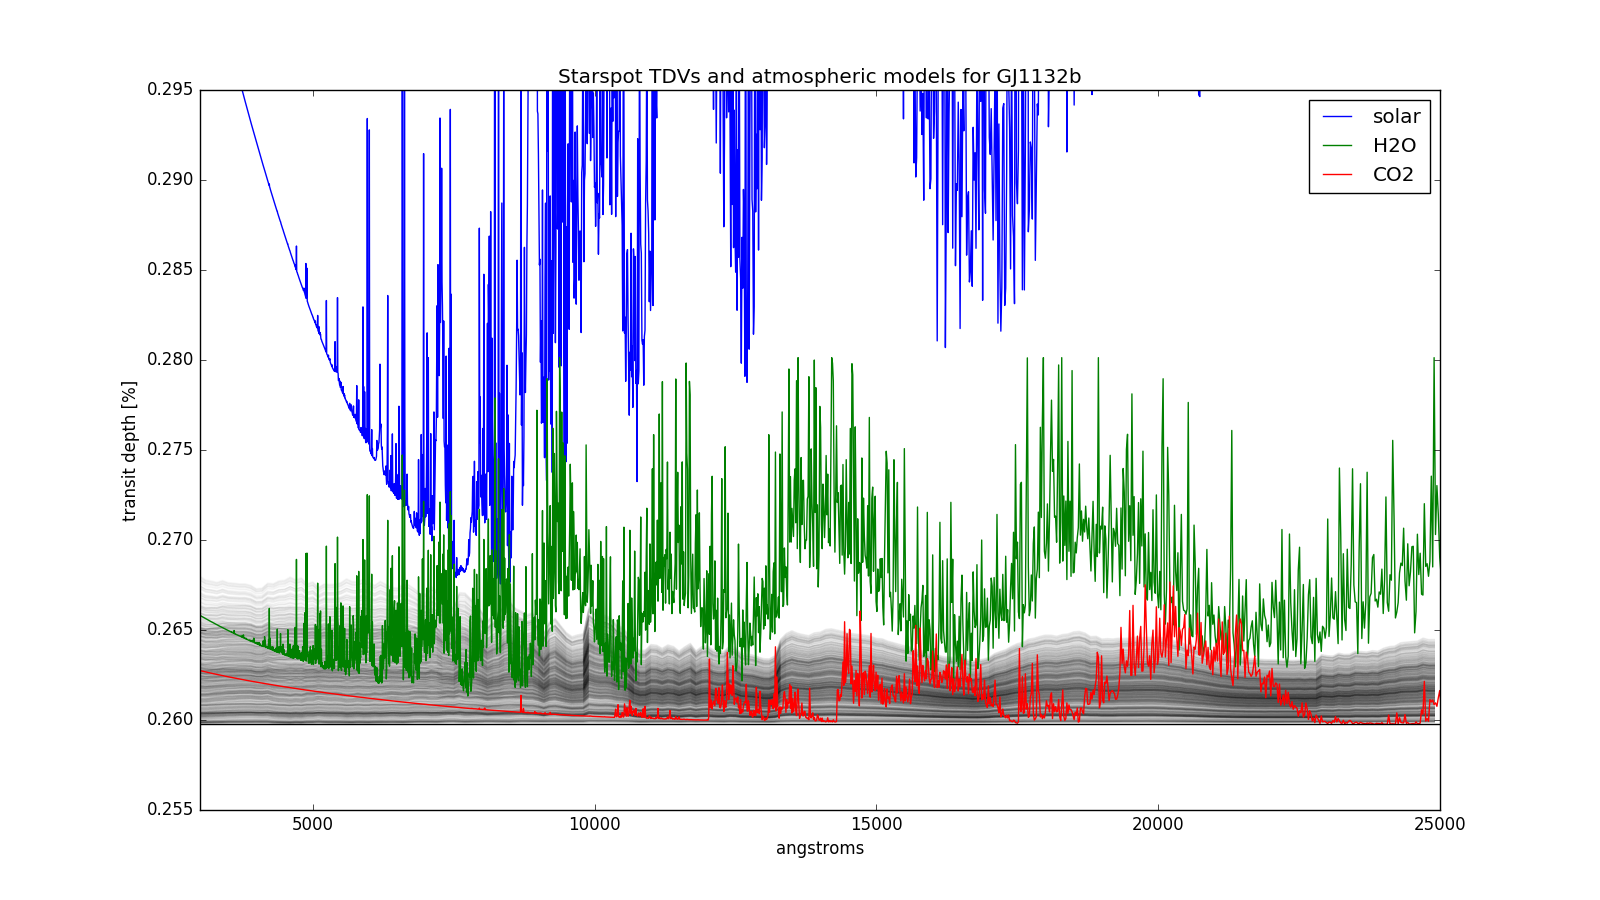 Starspot TDVs and atmospheric models for GJ1132b
0.295
0.290
0.285
0.280
0.275
0.270
0.265
0.260
0.255
transit depth [%]
solar
H2O
CO2
5000
10000
15000
20000
25000
angstroms